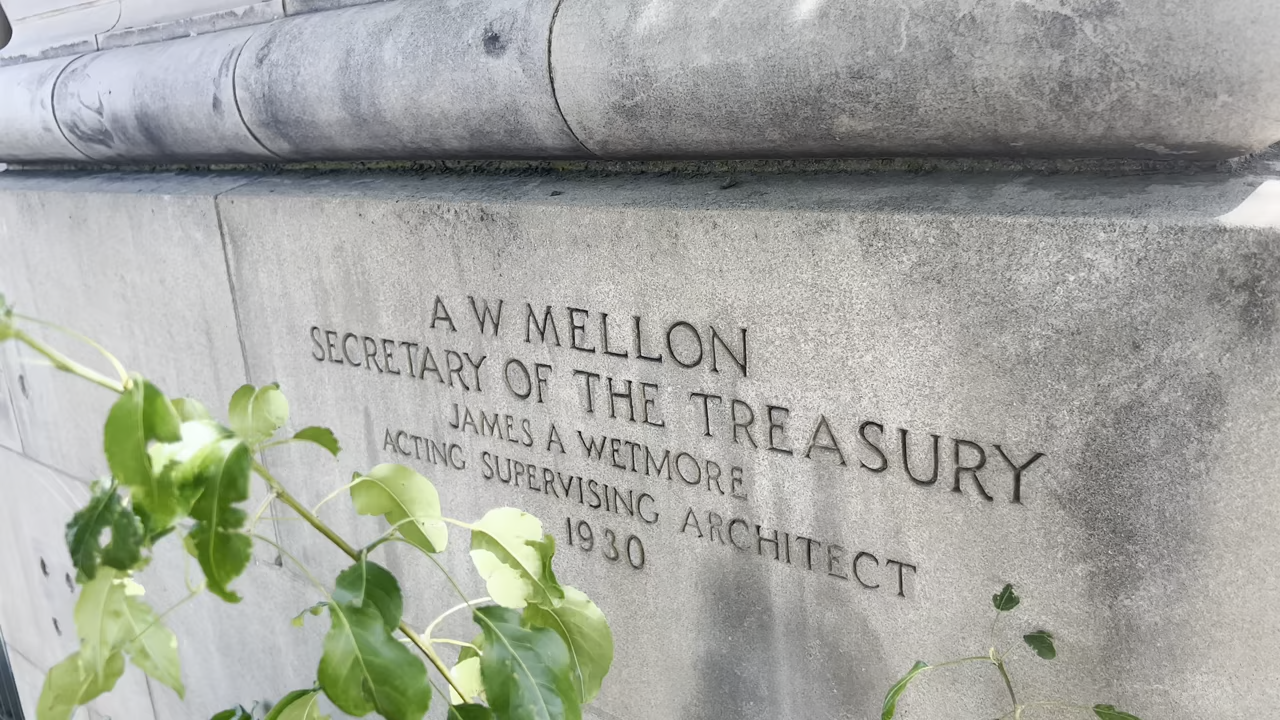 A W MELLON
SECRETARY OF THE TREASURY
JAMES A WETMORE
ACTING SUPERVISING ARCHITECT
1930